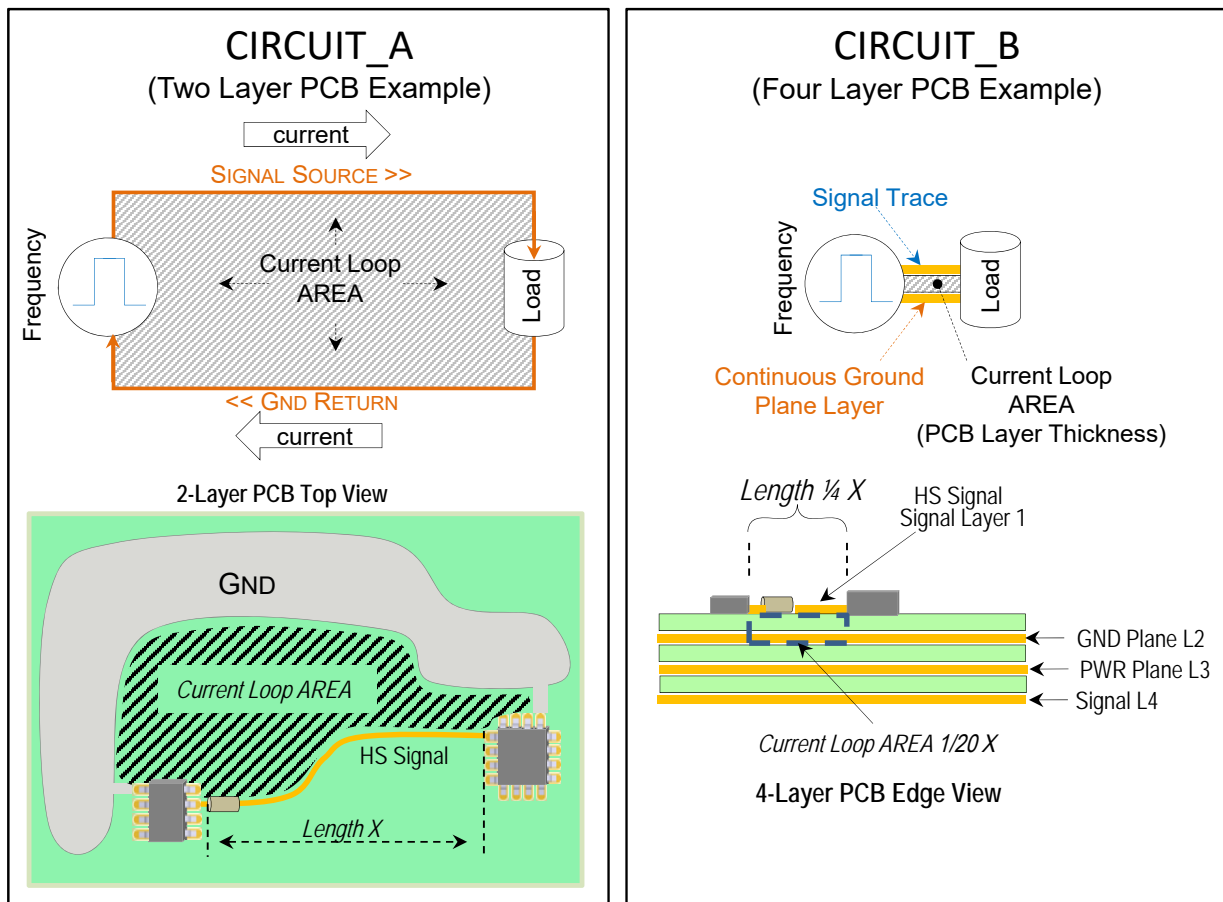 CIRCUIT_A
(Two Layer PCB Example)
current
SIGNAL SOURCE >>
Frequency
Current Loop
AREA
Load
<< GND RETURN
current
2-Layer PCB Top View
GND
Current Loop AREA
HS Signal
Length X
CIRCUIT_B
(Four Layer PCB Example)
Signal Trace
Frequency
Load
Continuous Ground
Plane Layer
Current Loop
AREA
(PCB Layer Thickness)
Length ¼ X
HS Signal
Signal Layer 1
GND Plane L2
PWR Plane L3
Signal L4
Current Loop AREA 1/20 X
4-Layer PCB Edge View